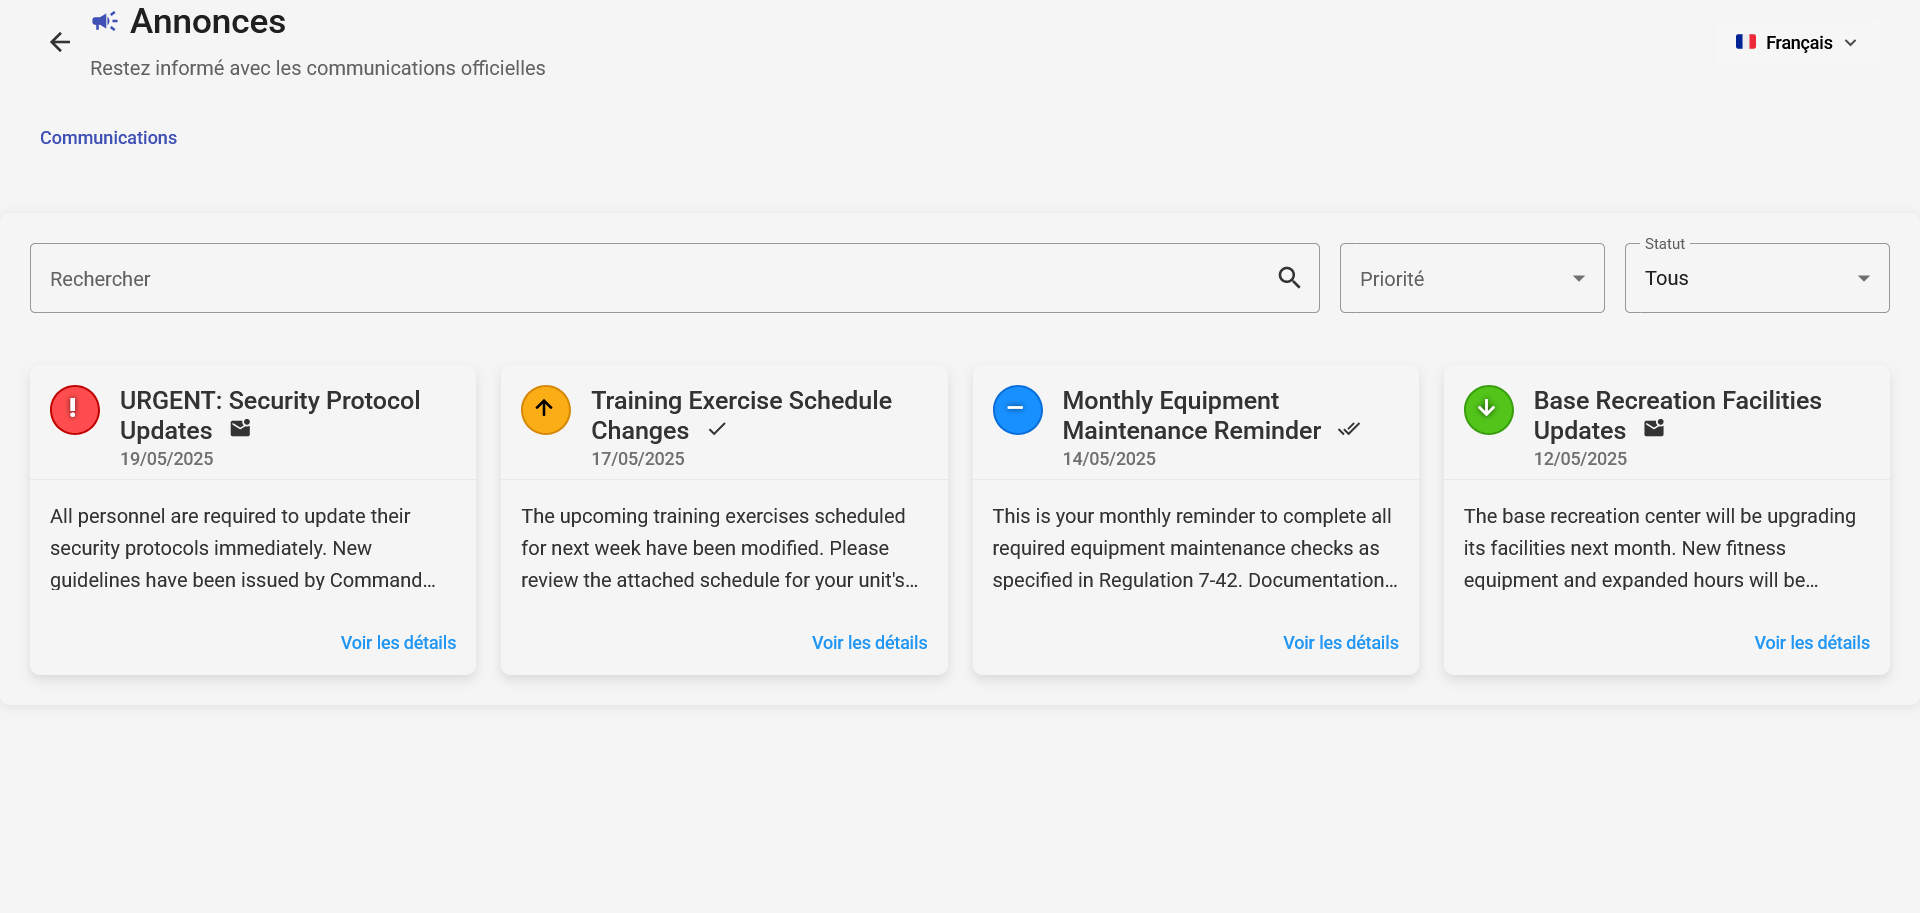 Annonces
Restez informé avec les communications officielles
Français
Communications
Rechercher
Priorité
Statut
Tous
URGENT: Security Protocol
Updates
19/05/2025
All personnel are required to update their
security protocols immediately. New
guidelines have been issued by Command...
Voir les détails
Training Exercise Schedule
Changes
17/05/2025
The upcoming training exercises scheduled
for next week have been modified. Please
review the attached schedule for your unit's...
Voir les détails
Monthly Equipment
Maintenance Reminder
14/05/2025
This is your monthly reminder to complete all
required equipment maintenance checks as
specified in Regulation 7-42. Documentation...
Voir les détails
Base Recreation Facilities
Updates
12/05/2025
The base recreation center will be upgrading
its facilities next month. New fitness
equipment and expanded hours will be...
Voir les détails